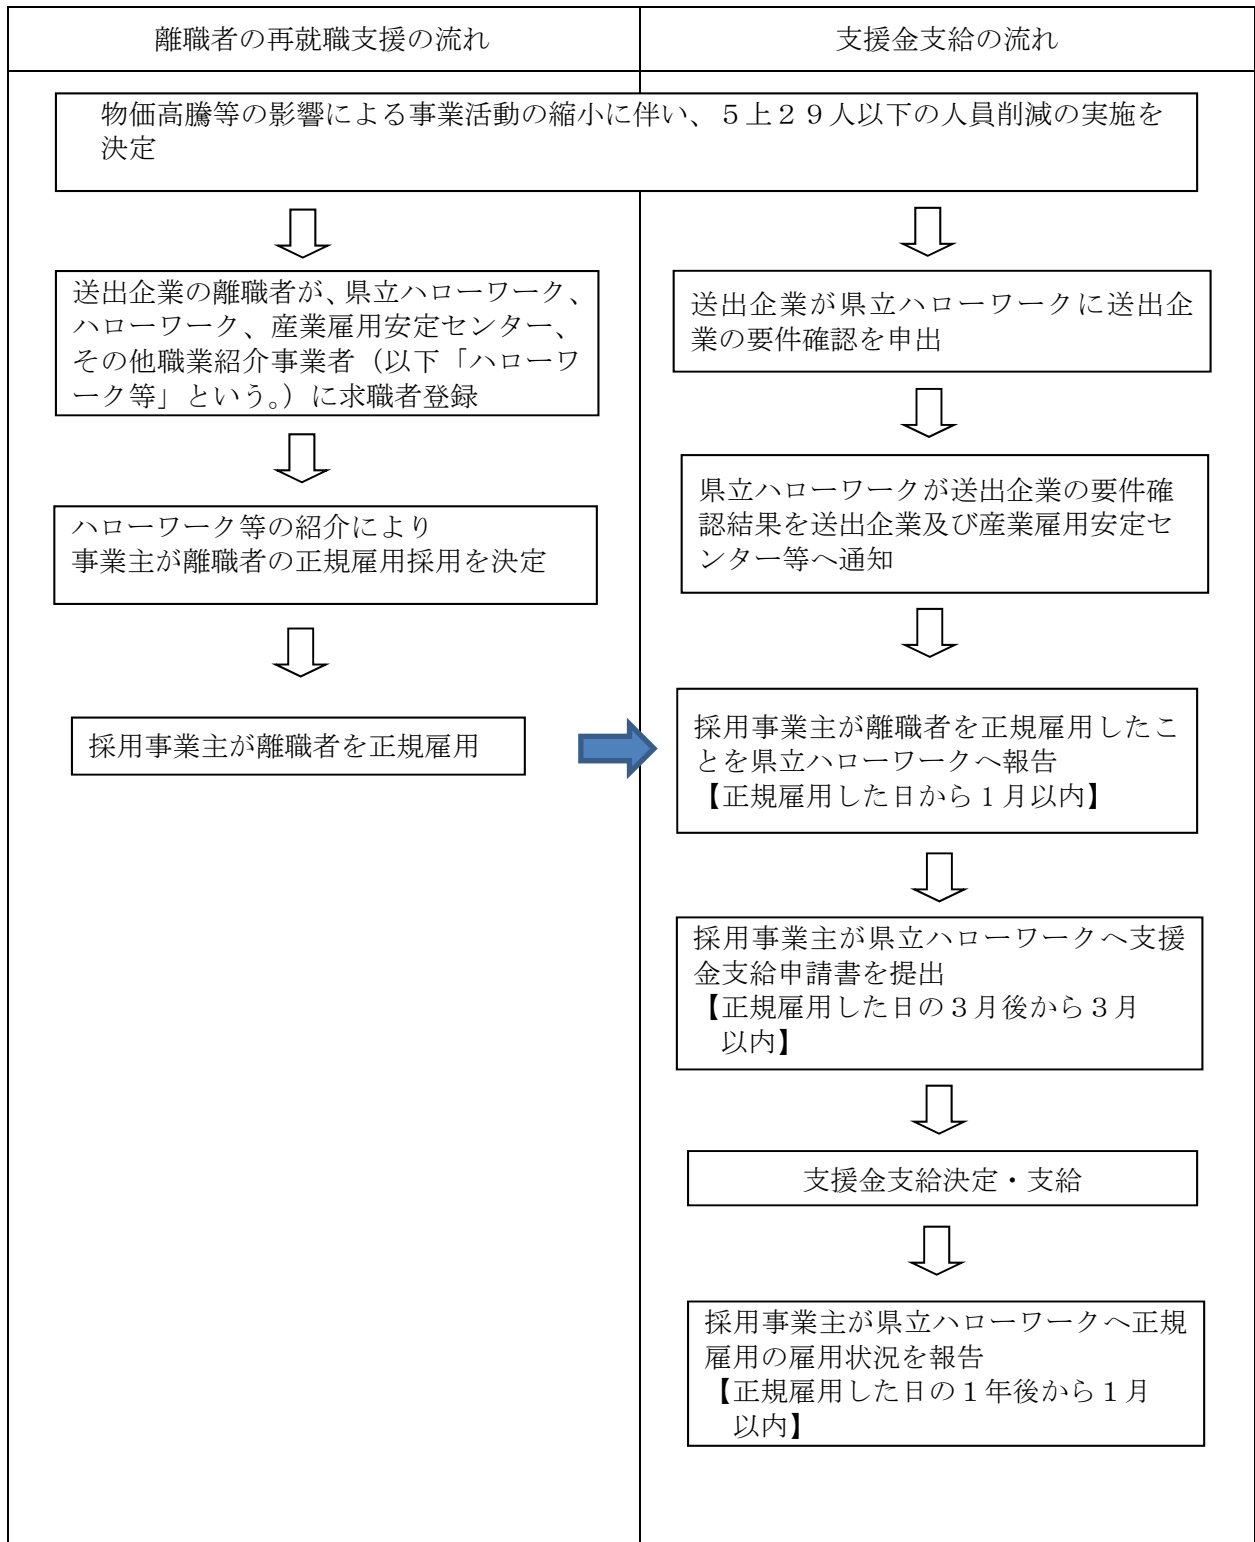 離職者の再就職支援の流れ
支援金支給の流れ
物価高騰等の影響による事業活動の縮小に伴い、５上２９人以下の人員削減の実施を
決定
送出企業の離職者が、県立ハローワーク、
ハローワーク、産業雇用安定センター、
その他職業紹介事業者（以下「ハローワ
ーク等」という。）に求職者登録
ハローワーク等の紹介により
事業主が離職者の正規雇用採用を決定
採用事業主が離職者を正規雇用
送出企業が県立ハローワークに送出企
業の要件確認を申出
県立ハローワークが送出企業の要件確
認結果を送出企業及び産業雇用安定セ
ンター等へ通知
採用事業主が離職者を正規雇用したこ
とを県立ハローワークへ報告
【正規雇用した日から１月以内】
採用事業主が県立ハローワークへ支援
金支給申請書を提出
【正規雇用した日の３月後から３月
以内】
支援金支給決定・支給
採用事業主が県立ハローワークへ正規
雇用の雇用状況を報告
【正規雇用した日の１年後から１月
以内】